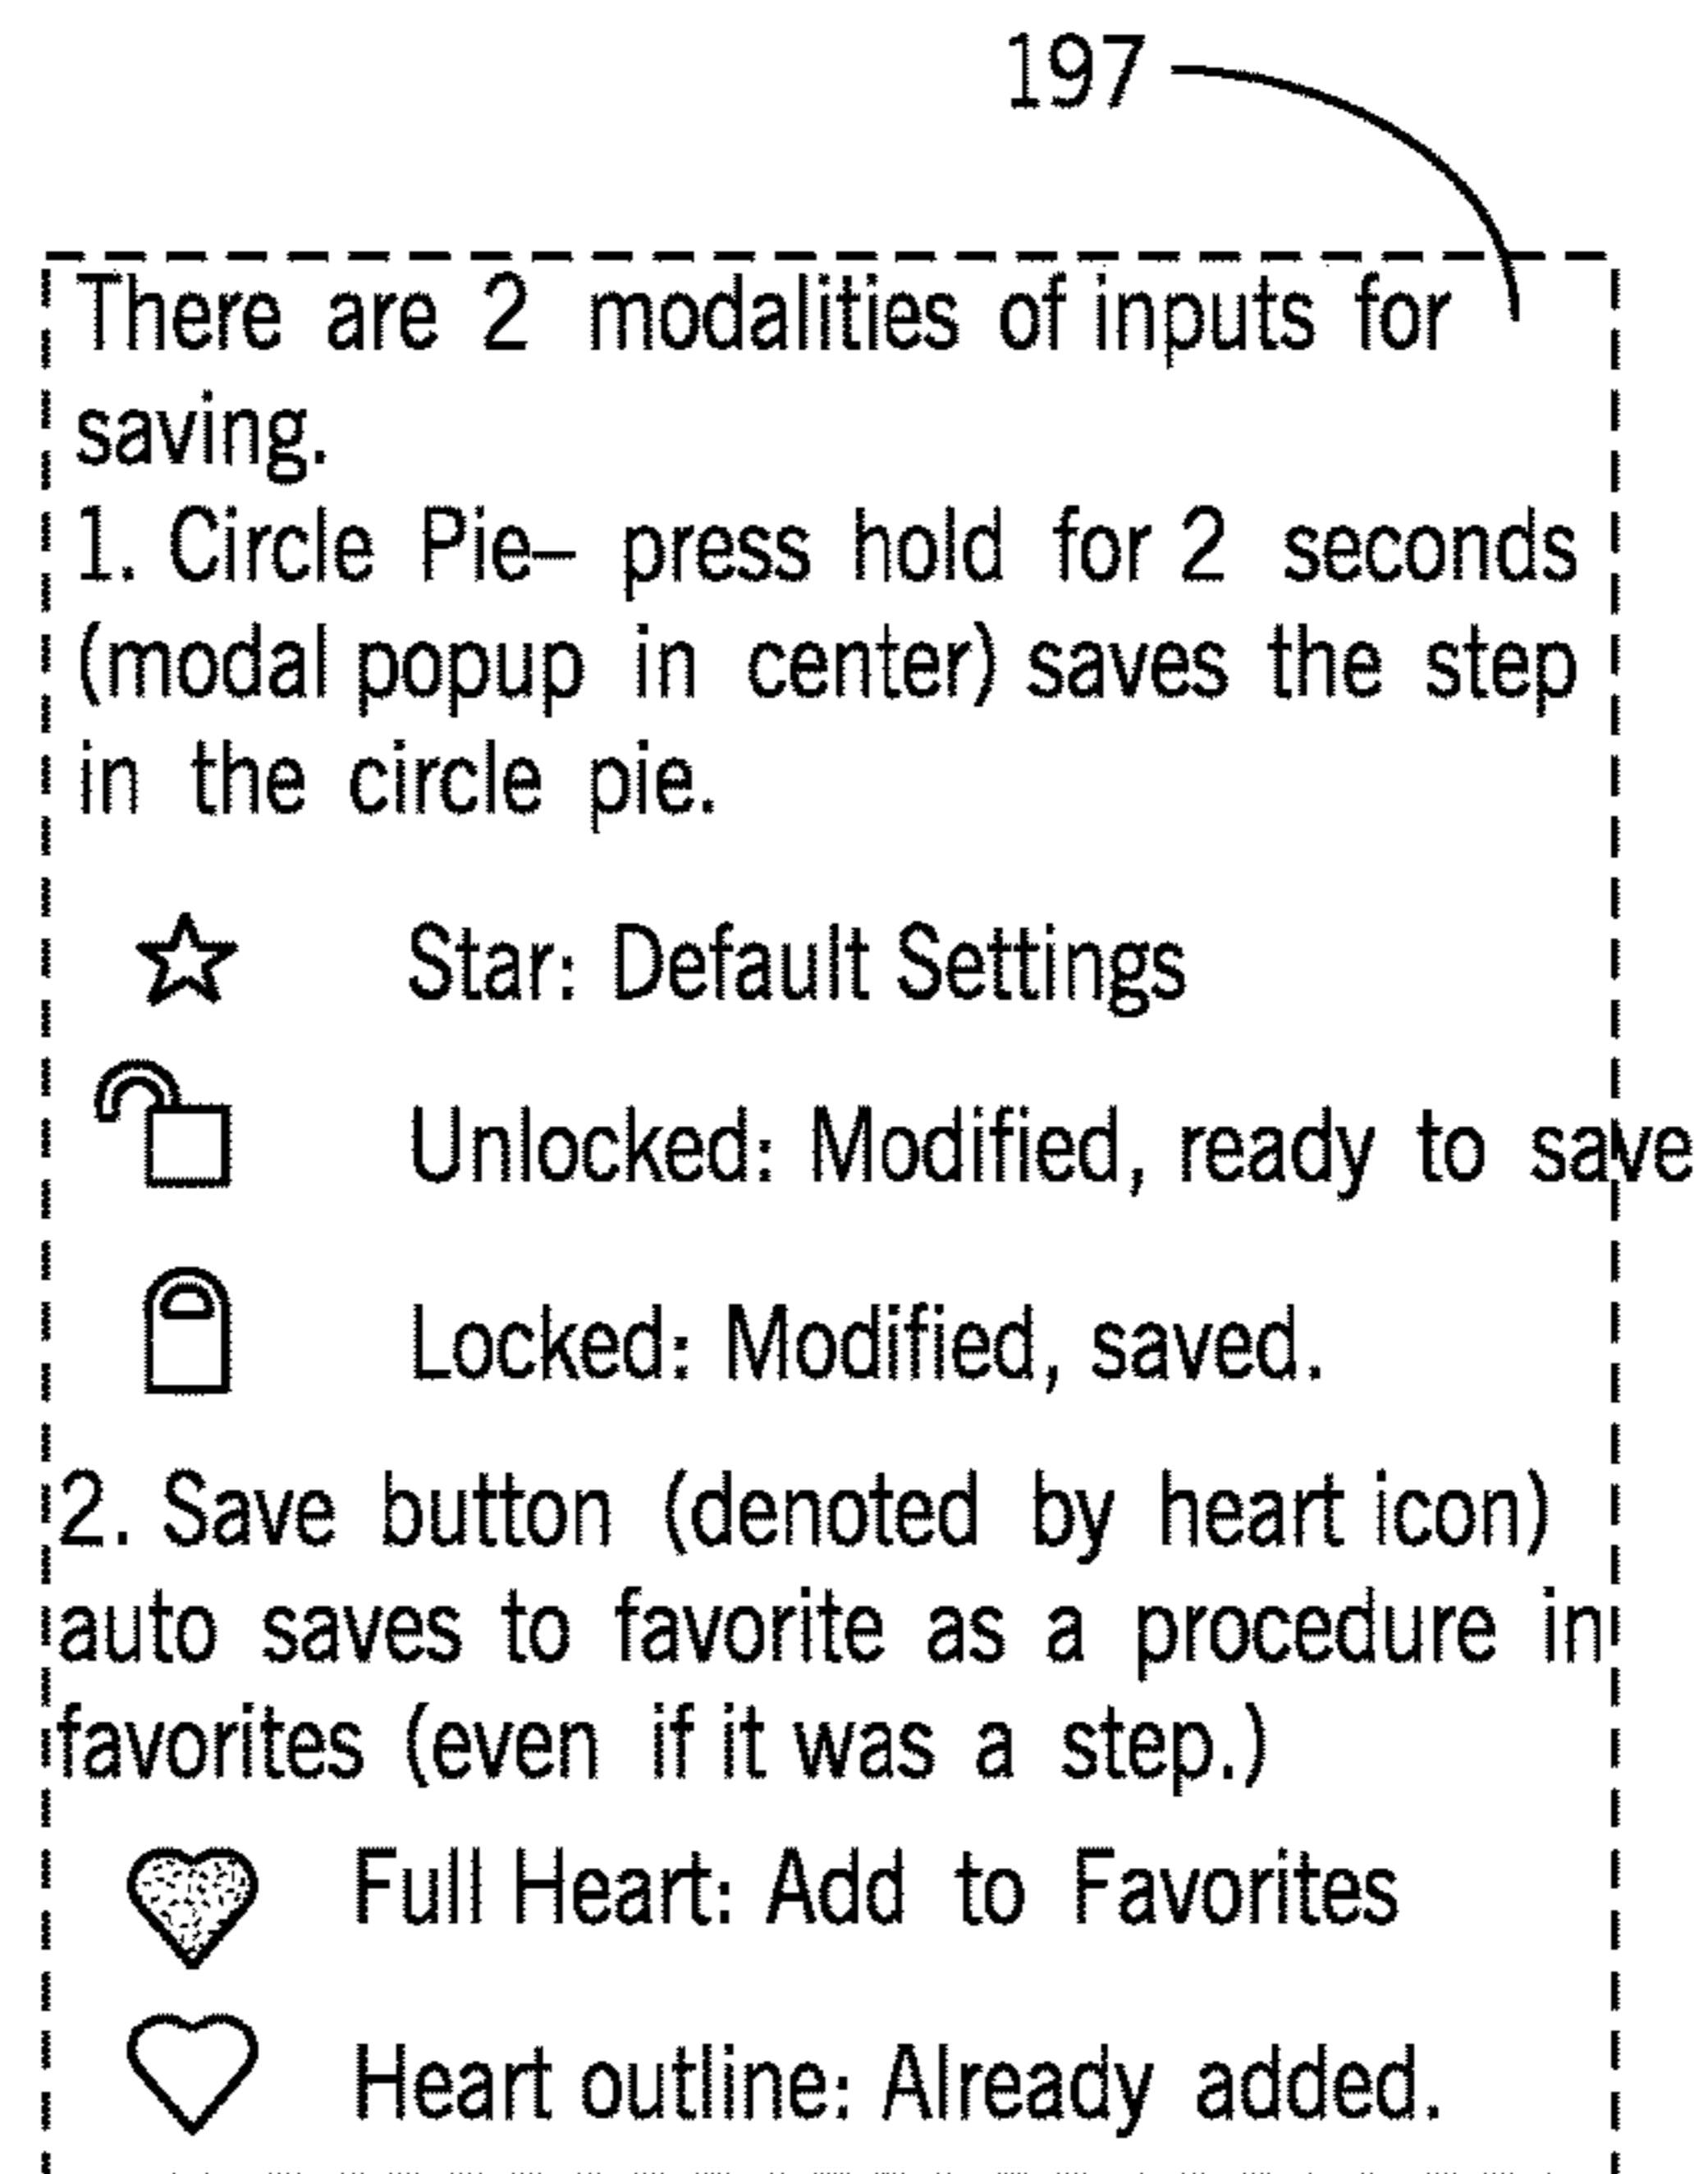 197
There are 2 modalities of inputs for
saving.
1. Circle Pie– press hold for 2 seconds
(modal popup in center) saves the step
in the circle pie.
Star: Default Settings
Unlocked: Modified, ready to save
Locked: Modified, saved.
2. Save button (denoted by heart icon)
auto saves to favorite as a procedure in
favorites (even if it was a step.)
Full Heart: Add to Favorites
Heart outline: Already added.